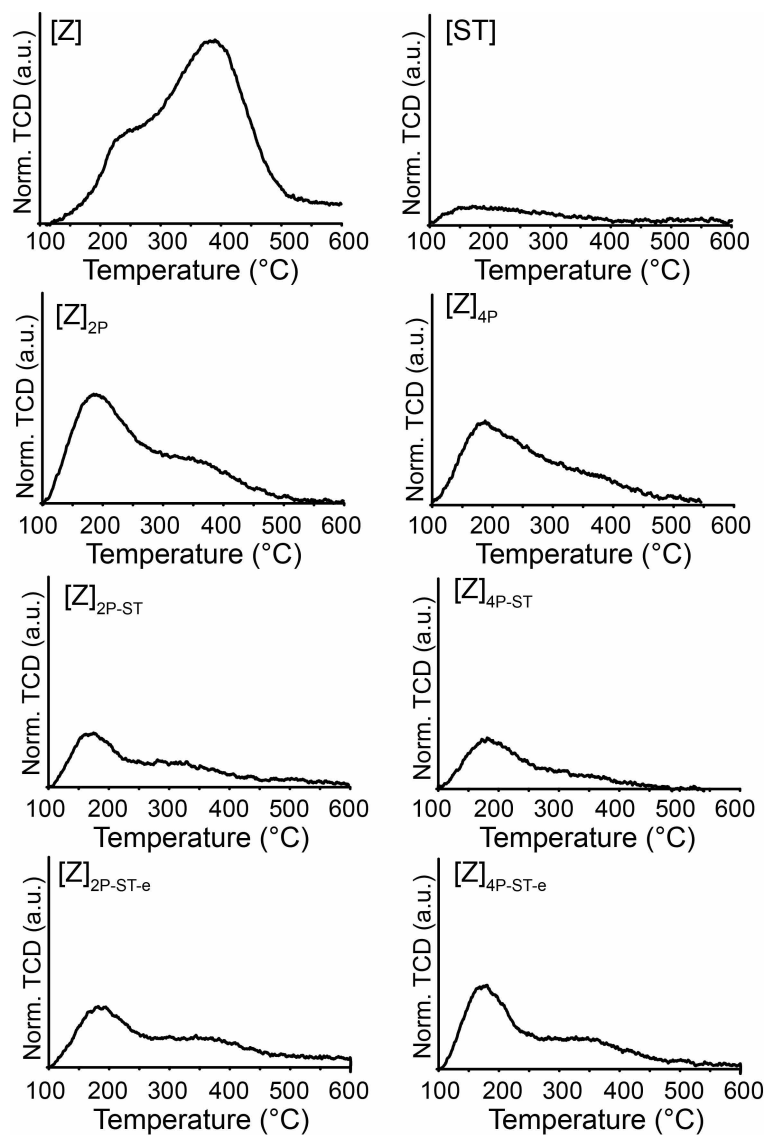 [Z]
Norm. TCD (a.u.)
100 200 300 400 500 600
Temperature (°C)
[ST]
Norm. TCD (a.u.)
100 200 300 400 500 600
Temperature (°C)
[Z]2P
Norm. TCD (a.u.)
100 200 300 400 500 600
Temperature (°C)
[Z]4P
Norm. TCD (a.u.)
100 200 300 400 500 600
Temperature (°C)
[Z]2P-ST
Norm. TCD (a.u.)
100 200 300 400 500 600
Temperature (°C)
[Z]4P-ST
Norm. TCD (a.u.)
100 200 300 400 500 600
Temperature (°C)
[Z]2P-ST-e
Norm. TCD (a.u.)
100 200 300 400 500 600
Temperature (°C)
[Z]4P-ST-e
Norm. TCD (a.u.)
100 200 300 400 500 600
Temperature (°C)